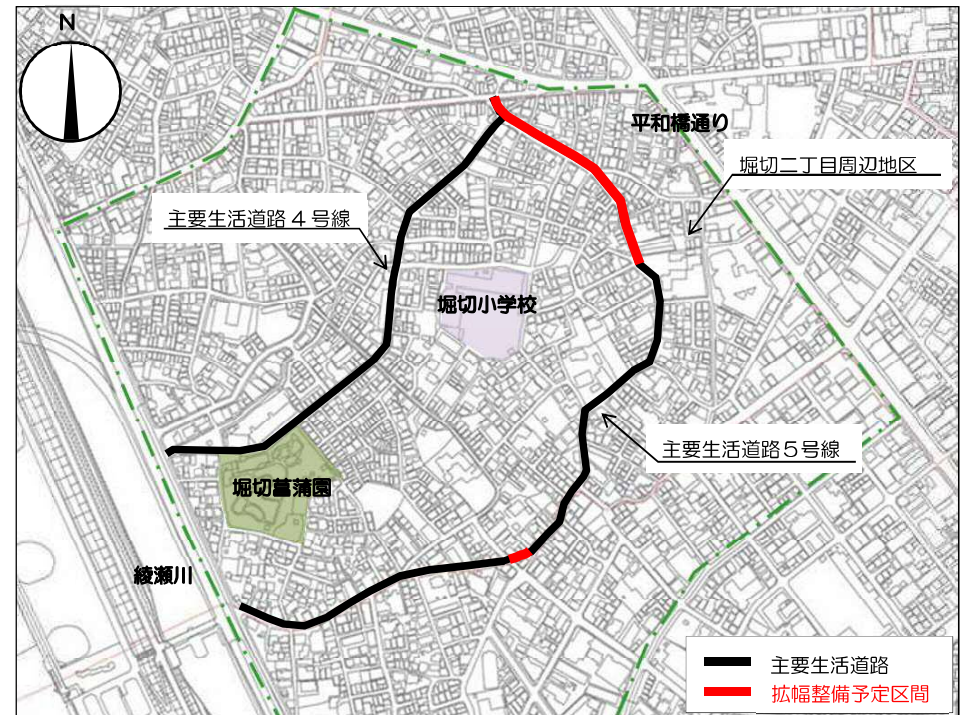 N
平和橋通り
堀切二丁目周辺地区
主要生活道路４号線
堀切小学校
主要生活道路５号線
堀切菖蒲園
綾瀬川
主要生活道路
拡幅整備予定区間